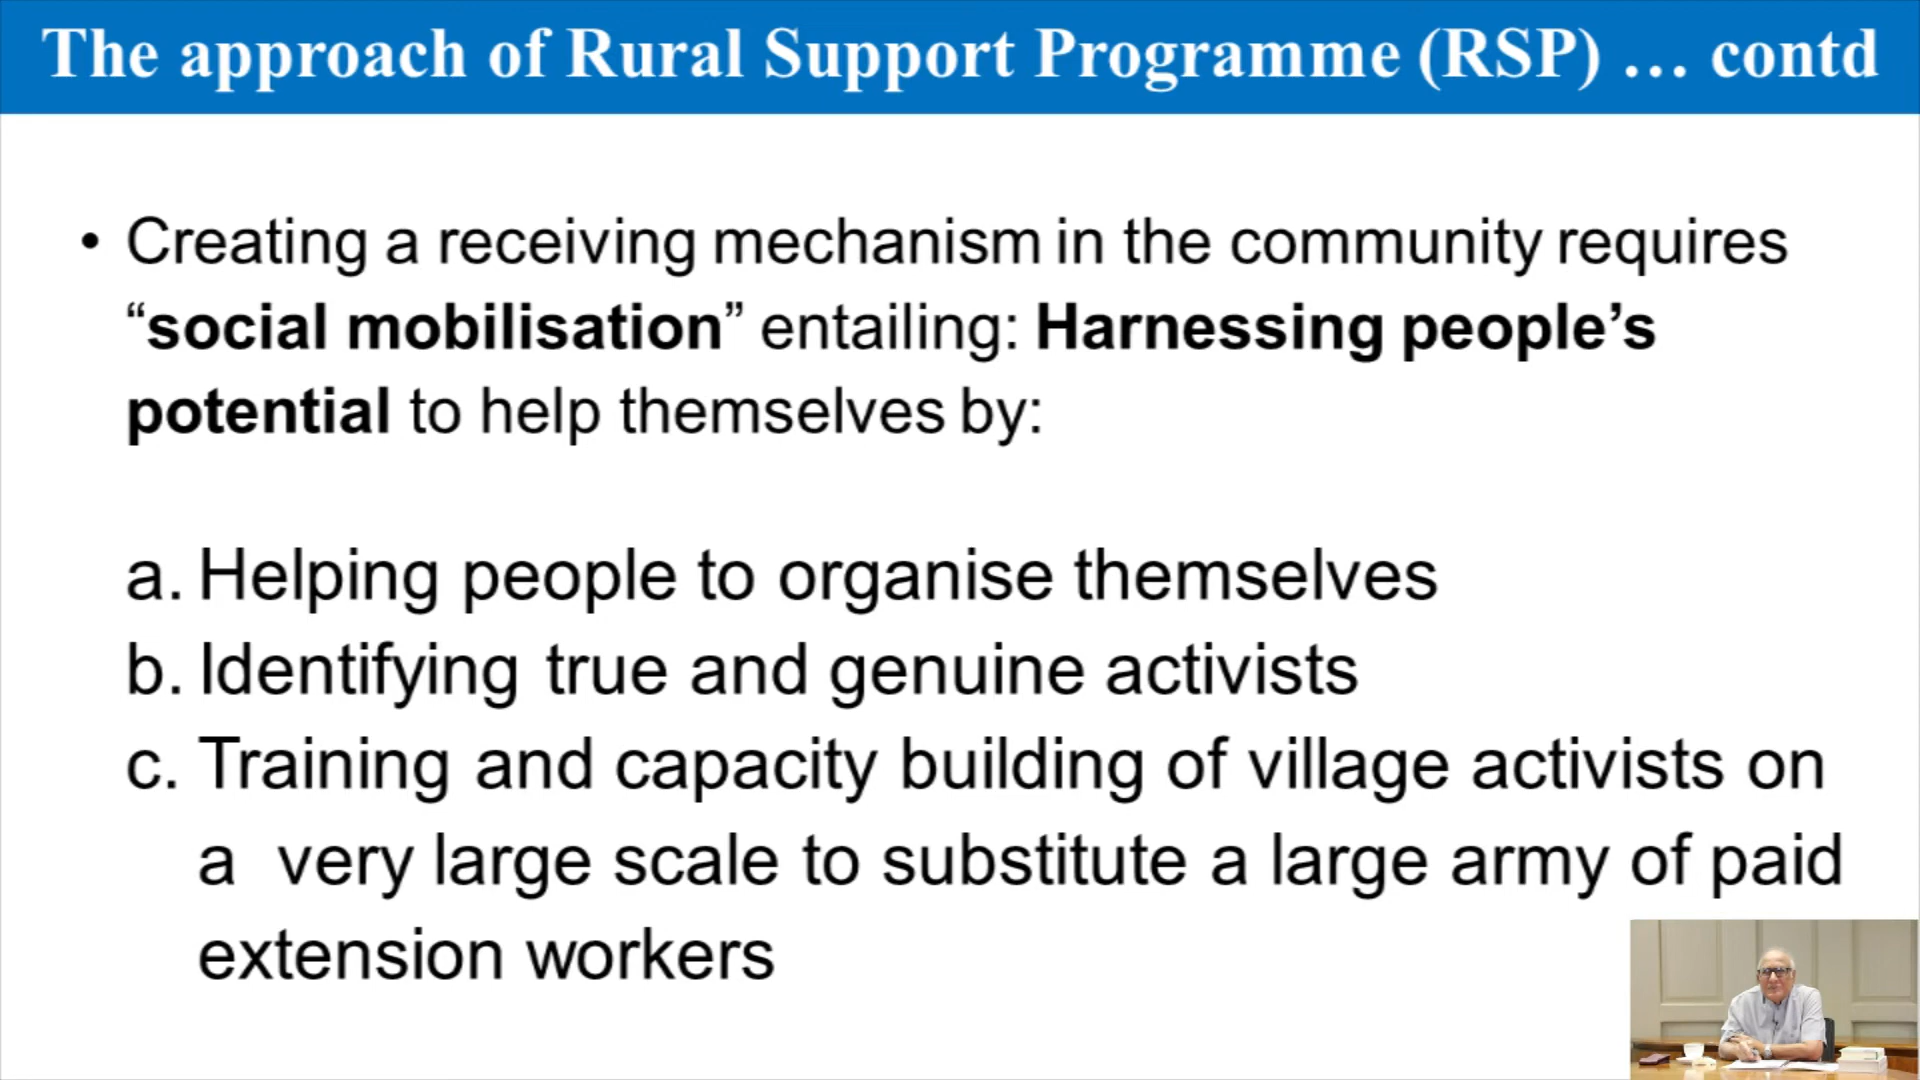 The approach of Rural Support Programme (RSP) … contd
• Creating a receiving mechanism in the community requires
“social mobilisation” entailing: Harnessing people’s
potential to help themselves by:
a. Helping people to organise themselves
b. Identifying true and genuine activists
c. Training and capacity building of village activists on
a very large scale to substitute a large army of paid
extension workers